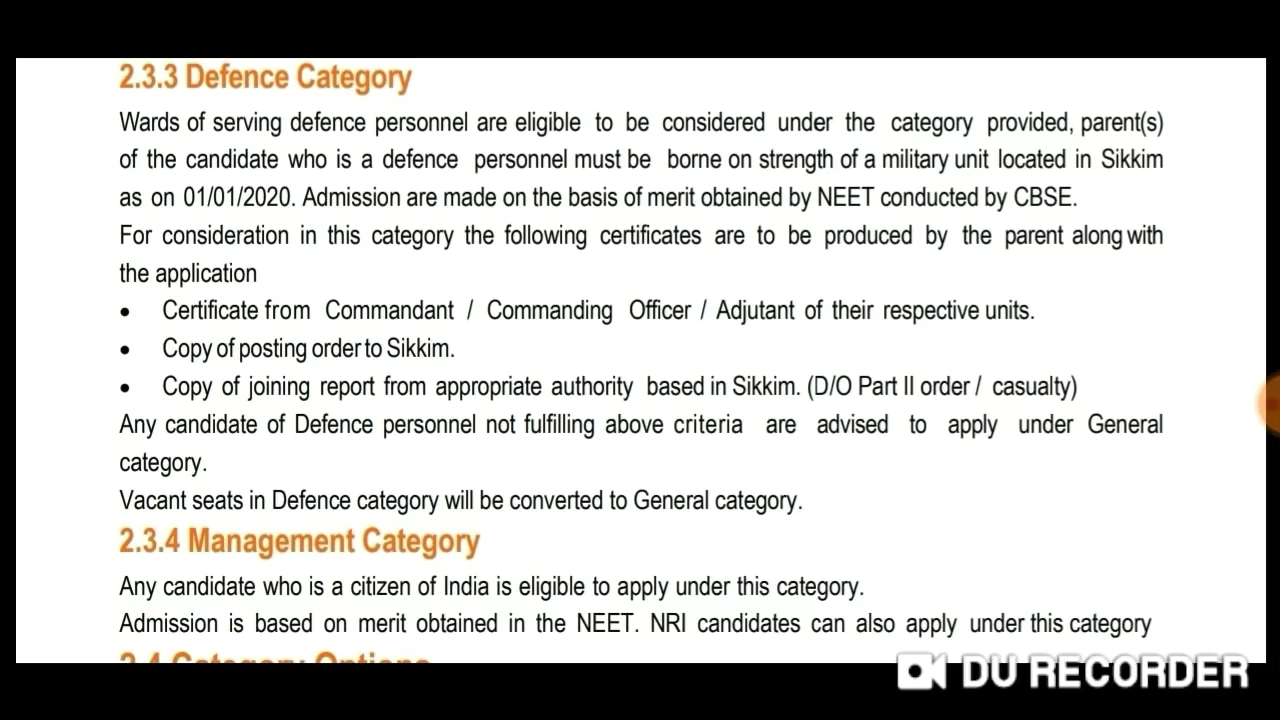 2.3.3 Defence Category
Wards of serving defence personnel are eligible to be considered under the category provided, parent(s)
of the candidate who is a defence personnel must be borne on strength of a military unit located in Sikkim
as on 01/01/2020. Admission are made on the basis of merit obtained by NEET conducted by CBSE.
For consideration in this category the following certificates are to be produced by the parent along with
the application
• Certificate from Commandant / Commanding Officer / Adjutant of their respective units.
• Copy of posting order to Sikkim.
• Copy of joining report from appropriate authority based in Sikkim. (D/O Part II order / casualty)
Any candidate of Defence personnel not fulfilling above criteria are advised to apply under General
category.
Vacant seats in Defence category will be converted to General category.
2.3.4 Management Category
Any candidate who is a citizen of India is eligible to apply under this category.
Admission is based on merit obtained in the NEET. NRI candidates can also apply under this category
2.4 Category Options
DU RECORDER